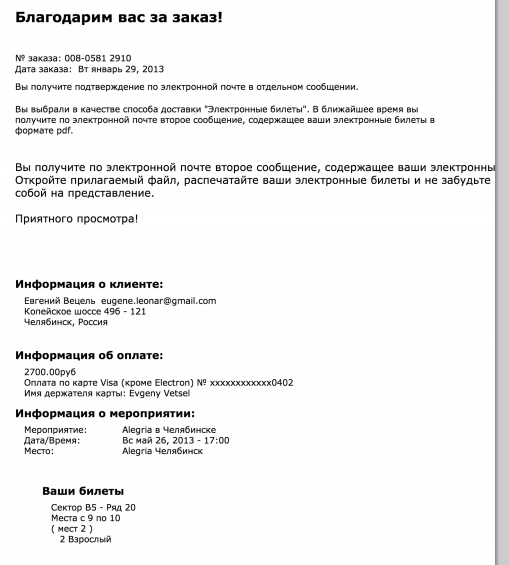 Благодарим вас за заказ!
№ заказа: 008-0581 2910
Дата заказа: Вт январь 29, 2013
Вы получите подтверждение по электронной почте в отдельном сообщении.
Вы выбрали в качестве способа доставки "Электронные билеты". В ближайшее время вы
получите по электронной почте второе сообщение, содержащее ваши электронные билеты в
формате pdf.
Вы получите по электронной почте второе сообщение, содержащее ваши электронны
Откройте прилагаемый файл, распечатайте ваши электронные билеты и не забудьте
собой на представление.
Приятного просмотра!
Информация о клиенте:
Евгений Вецель eugene.leonar@gmail.com
Копейское шоссе 49б - 121
Челябинск, Россия
Информация об оплате:
2700.00руб
Оплата по карте Visa (кроме Electron) № xxxxxxxxxxxx0402
Имя держателя карты: Evgeny Vetsel
Информация о мероприятии:
Мероприятие: Alegria в Челябинске
Дата/Время: Вс май 26, 2013 - 17:00
Место: Alegria Челябинск
Ваши билеты
Сектор B5 - Ряд 20
Места с 9 по 10
( мест 2 )
2 Взрослый